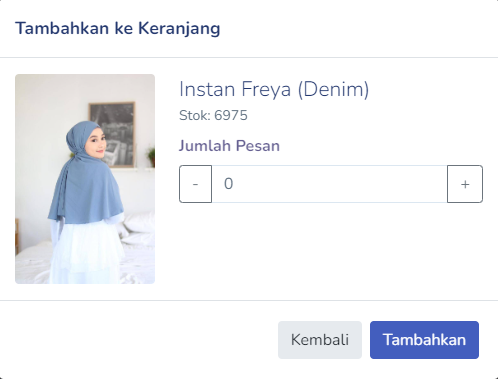 Tambahkan ke Keranjang
Instan Freya (Denim)
Stok: 6975
Jumlah Pesan
- 0 +
Kembali Tambahkan